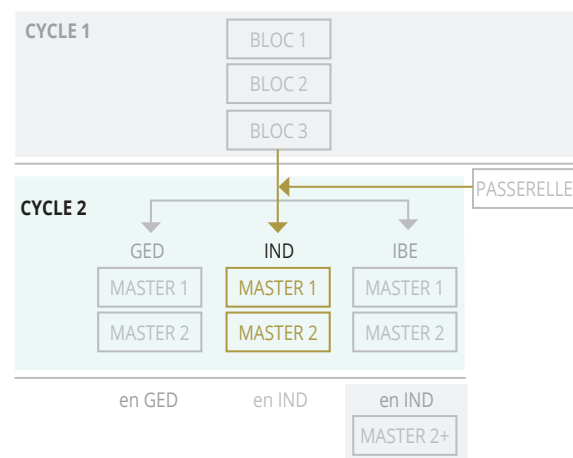 CYCLE 1
BLOC 1
BLOC 2
BLOC 3
PASSERELLE
CYCLE 2
GED IND IBE
MASTER 1 MASTER 1 MASTER 1
MASTER 2 MASTER 2 MASTER 2
en GED en IND en IND
MASTER 2+